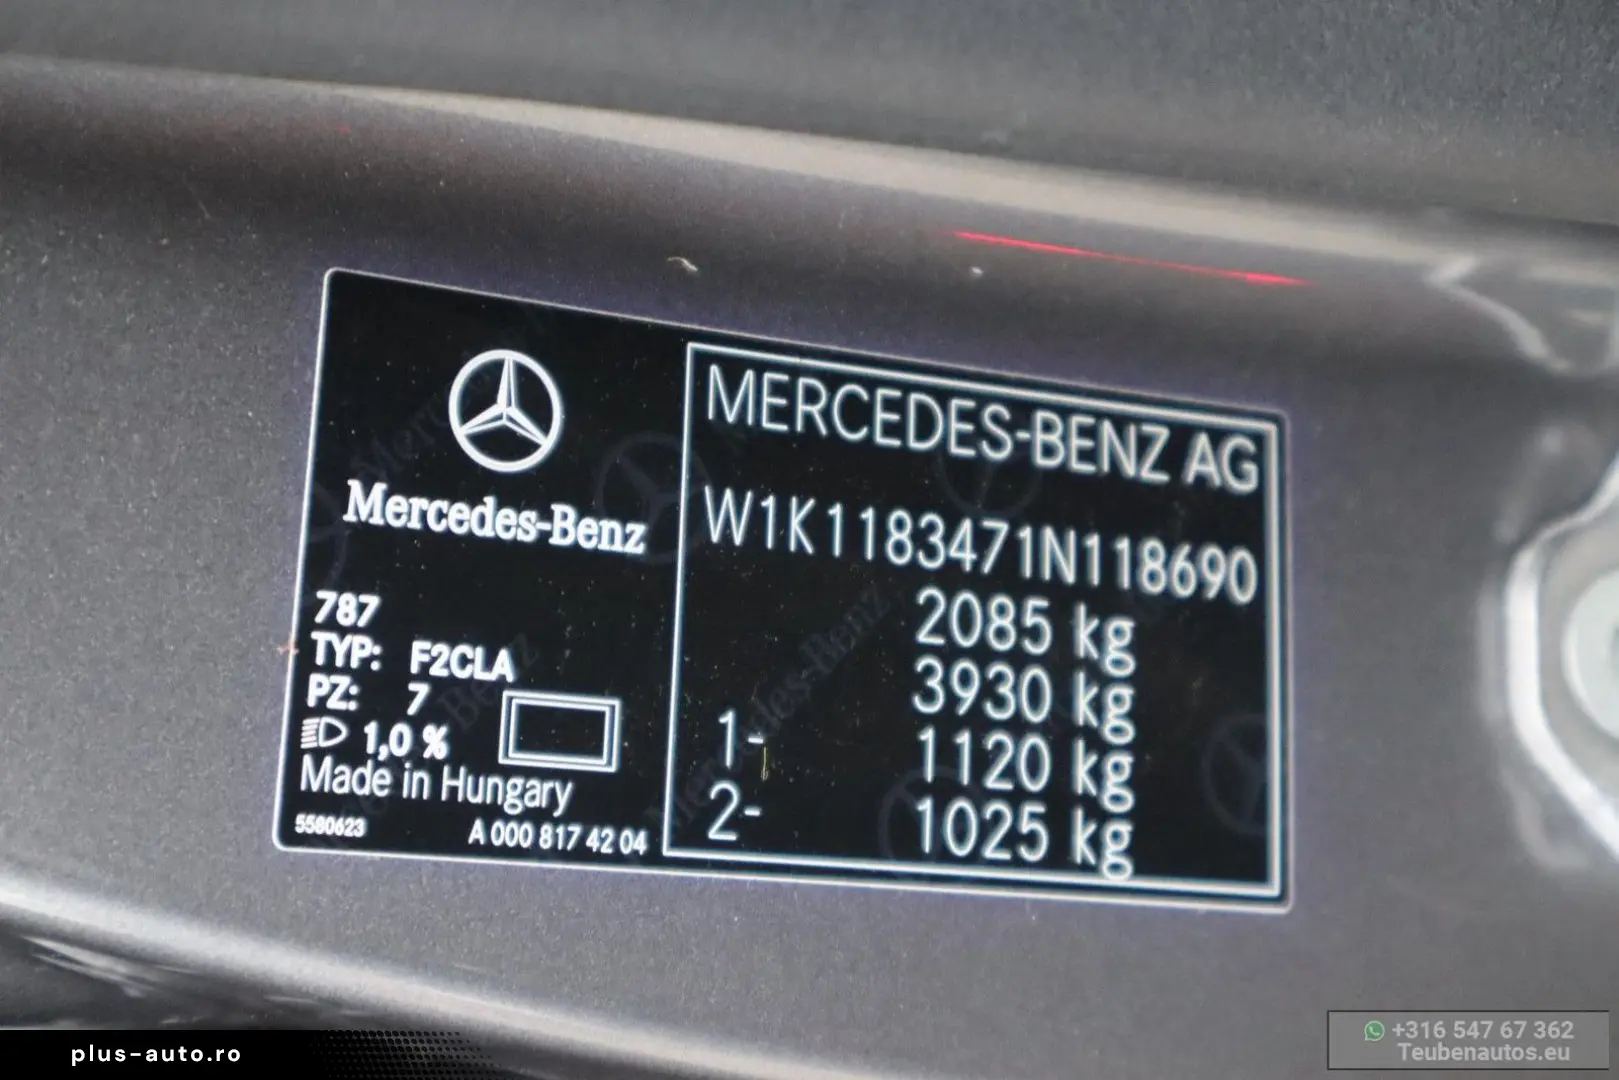 Mercedes-Benz
787
TYP: F2CLA
PZ: 7
1,0 %
Made in Hungary
5580623 A 000 817 42 04
MERCEDES-BENZ AG
W1K1183471N118690
2085 kg
3930 kg
1- 1120 kg
2- 1025 kg
plus-auto.ro
+316 547 67 362
Teubenautos.eu